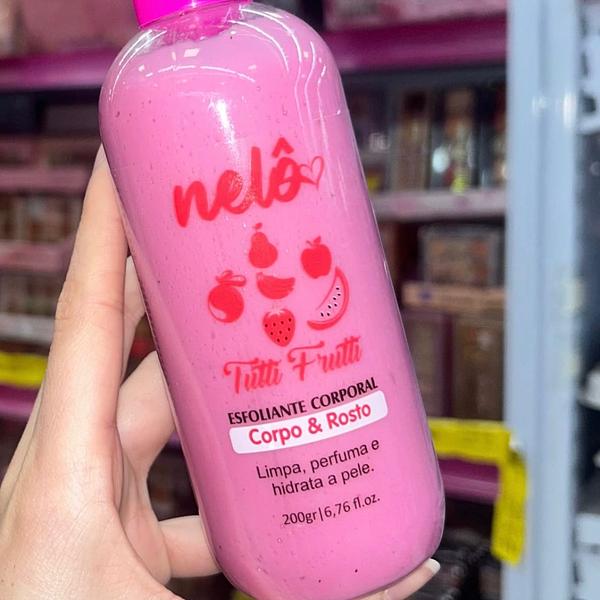 nelô
Tutti Frutti
ESFOLIANTE CORPORAL
Corpo & Rosto
Limpa, perfuma e
hidrata a pele.
200gr|6,76 fl.oz.